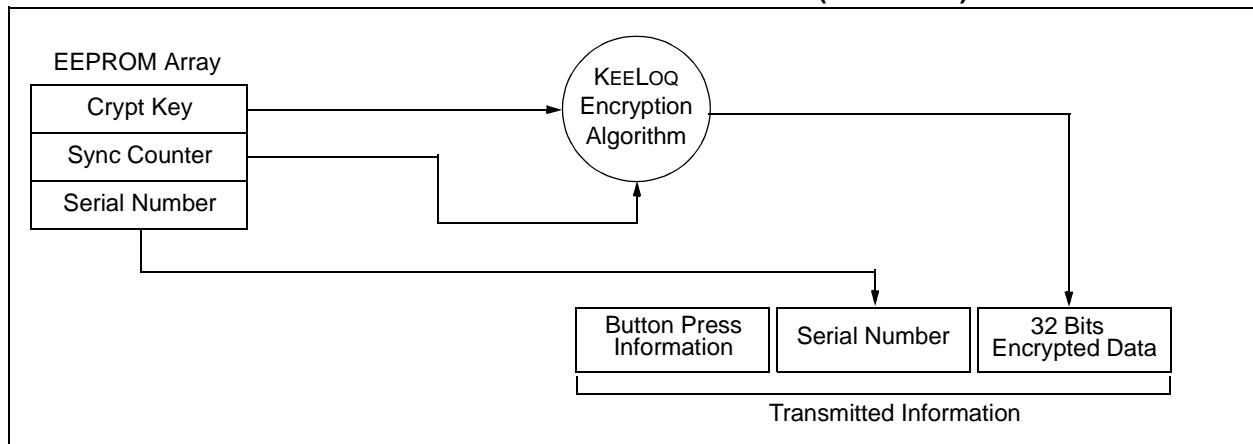 EEPROM Array
Crypt Key
Sync Counter
Serial Number
KEELOQ
Encryption
Algorithm
Button Press
Information
Serial Number
32 Bits
Encrypted Data
Transmitted Information